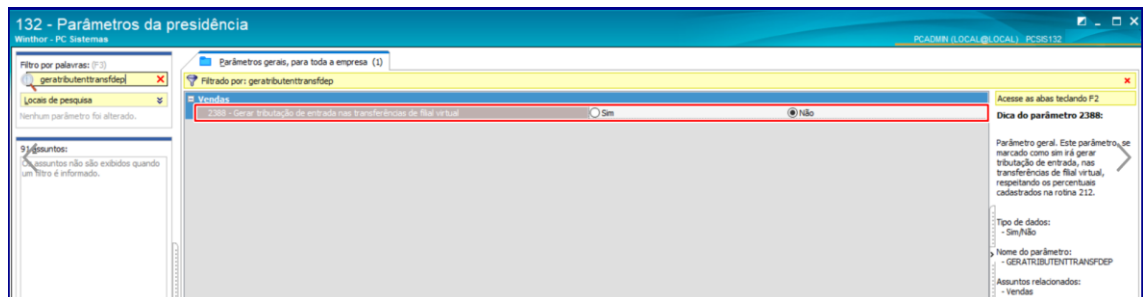 132 - Parâmetros da presidência
Winthor - PC Sistemas
PCADMIN (LOCAL@LOCAL) PCSIS132
Filtro por palavras: (F3)
geratributenttransfdep
Locais de pesquisa
Nenhum parâmetro foi alterado.
91 assuntos:
Os assuntos não são exibidos quando
um filtro é informado.
Parâmetros gerais, para toda a empresa (1)
Filtrado por: geratributenttransfdep
Vendas
2388 - Gerar tributação de entrada nas transferências de filial virtual
Sim
Não
Acesse as abas teclando F2
Dica do parâmetro 2388:
Parâmetro geral. Este parâmetro, se
marcado como sim irá gerar
tributação de entrada, nas
transferências de filial virtual,
respeitando os percentuais
cadastrados na rotina 212.
Tipo de dados:
- Sim/Não
Nome do parâmetro:
- GERATRIBUTENTTRANSFDEP
Assuntos relacionados:
- Vendas